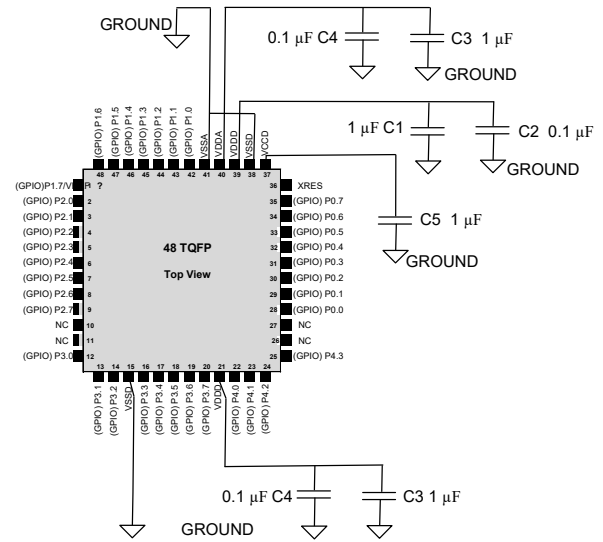 GROUND
0.1 µF C4
C3 1 µF
GROUND
1 µF C1
C2 0.1 µF
GROUND
C5 1 µF
GROUND
(GPIO) P1.6
(GPIO) P1.5
(GPIO) P1.4
(GPIO) P1.3
(GPIO) P1.2
(GPIO) P1.1
(GPIO) P1.0
VSSA
VDDA
VDDD
VSSD
VCCD
48 47 46 45 44 43 42 41 40 39 38 37
(GPIO)P1.7/V
?
(GPIO) P2.0 2
(GPIO) P2.1 3
(GPIO) P2.2 4
(GPIO) P2.3 5
(GPIO) P2.4 6
(GPIO) P2.5 7
(GPIO) P2.6 8
(GPIO) P2.7 9
NC 10
NC 11
(GPIO) P3.0 12
48 TQFP
Top View
36 XRES
35 (GPIO) P0.7
34 (GPIO) P0.6
33 (GPIO) P0.5
32 (GPIO) P0.4
31 (GPIO) P0.3
30 (GPIO) P0.2
29 (GPIO) P0.1
28 (GPIO) P0.0
27 NC
26 NC
25 (GPIO) P4.3
13 14 15 16 17 18 19 20 21 22 23 24
(GPIO) P3.1
(GPIO) P3.2
VSSD
(GPIO) P3.3
(GPIO) P3.4
(GPIO) P3.5
(GPIO) P3.6
(GPIO) P3.7
VDDD
(GPIO) P4.0
(GPIO) P4.1
(GPIO) P4.2
0.1 µF C4
C3 1 µF
GROUND